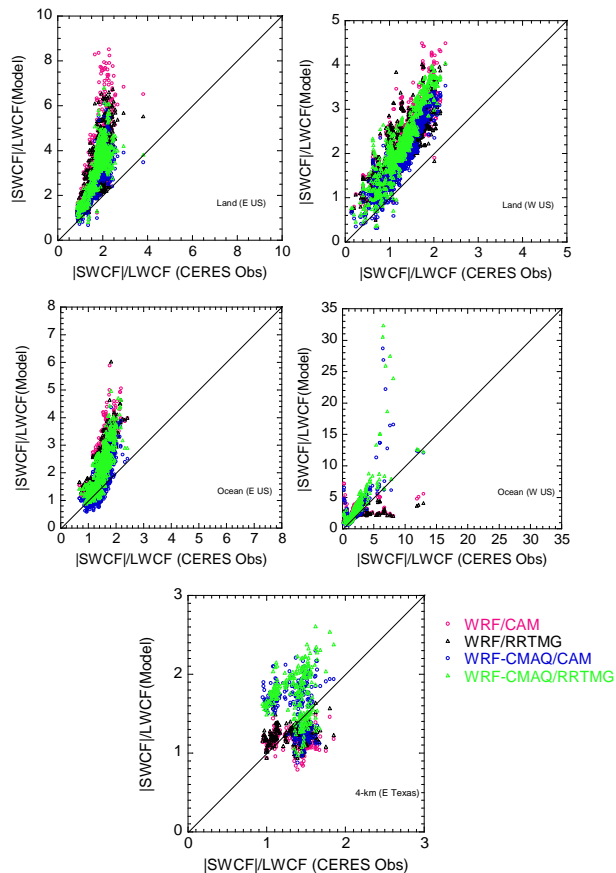 10
8
6
4
2
0
0 2 4 6 8 10
|SWCF|/LWCF(Model)
Land (E US)
|SWCF|/LWCF (CERES Obs)
5
4
3
2
1
0
0 1 2 3 4 5
|SWCF|/LWCF(Model)
Land (W US)
|SWCF|/LWCF (CERES Obs)
8
7
6
5
4
3
2
1
0
0 1 2 3 4 5 6 7 8
|SWCF|/LWCF(Model)
Ocean (E US)
|SWCF|/LWCF (CERES Obs)
35
30
25
20
15
10
5
0
0 5 10 15 20 25 30 35
|SWCF|/LWCF(Model)
Ocean (W US)
|SWCF|/LWCF (CERES Obs)
3
2
1
0
0 1 2 3
|SWCF|/LWCF(Model)
4-km (E Texas)
|SWCF|/LWCF (CERES Obs)
WRF/CAM
WRF/RRTMG
WRF-CMAQ/CAM
WRF-CMAQ/RRTMG